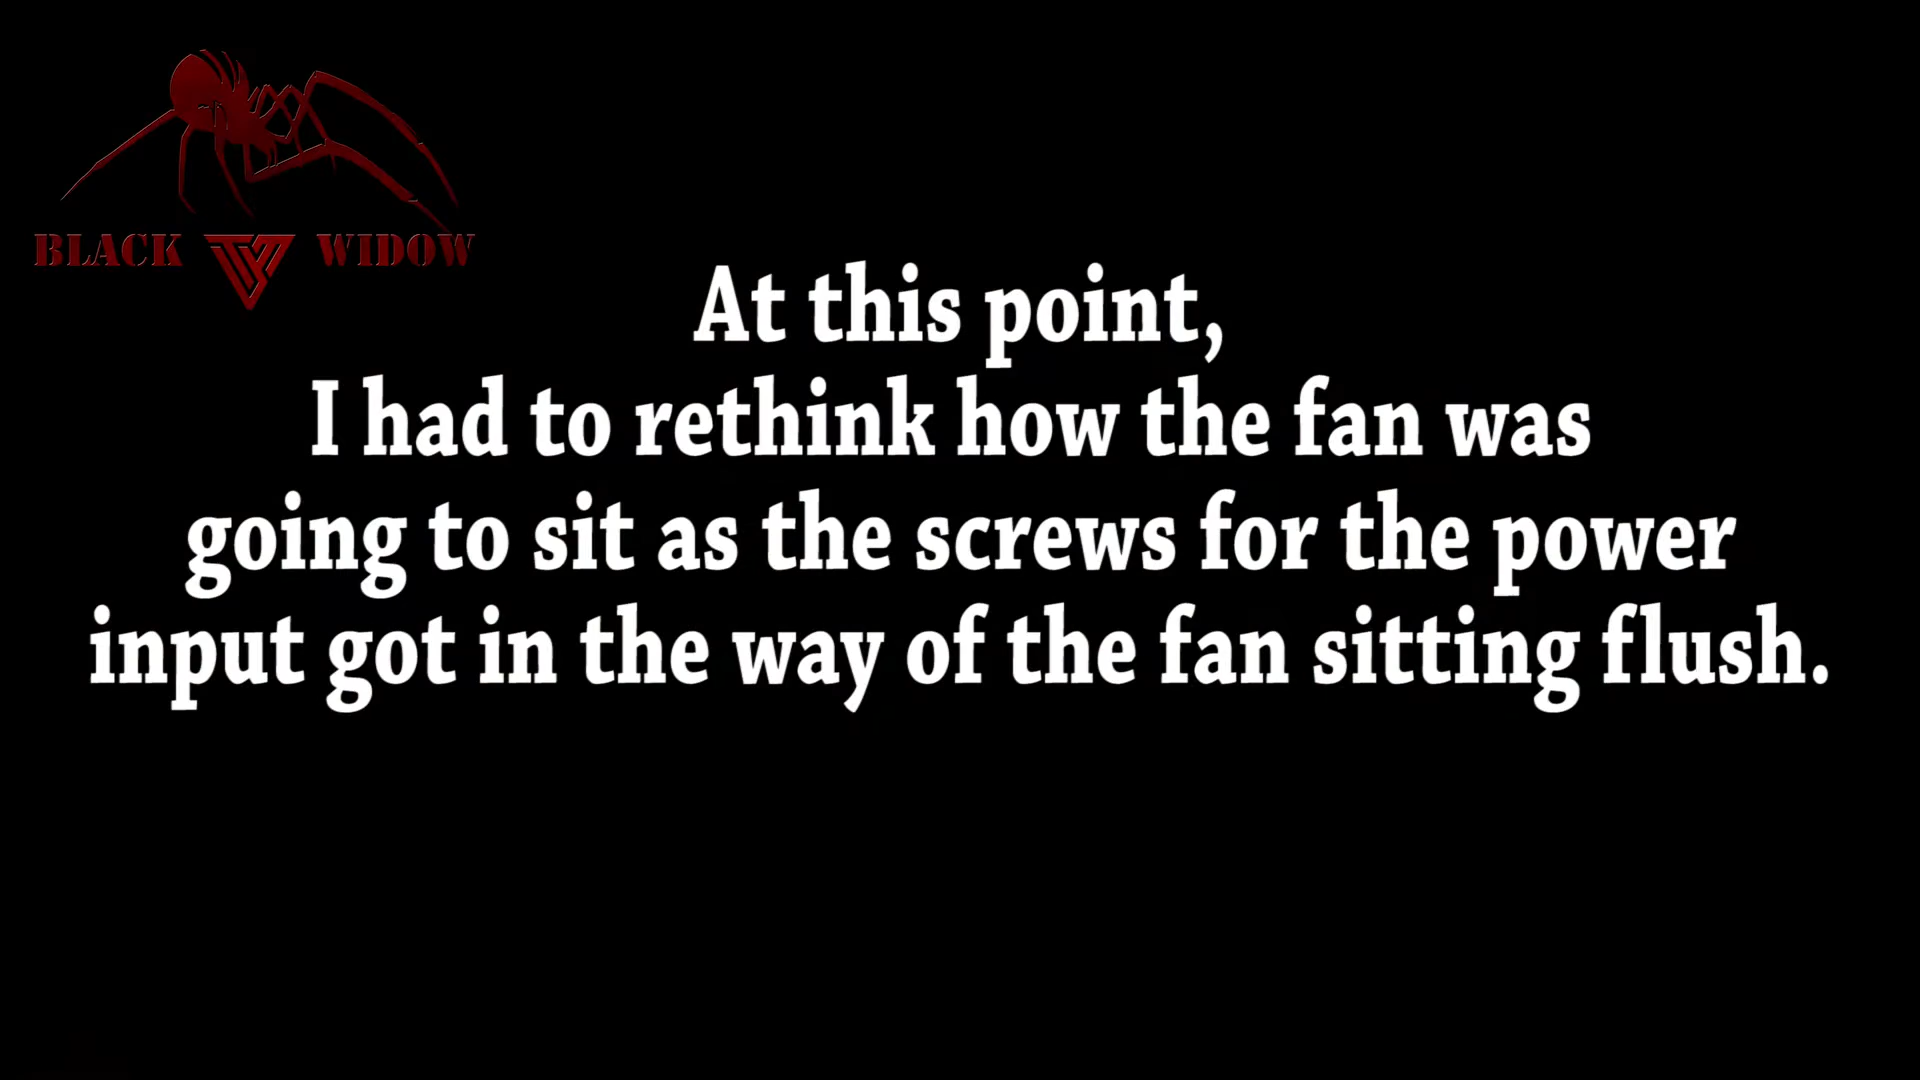 BLACK WIDOW
At this point,
I had to rethink how the fan was
going to sit as the screws for the power
input got in the way of the fan sitting flush.